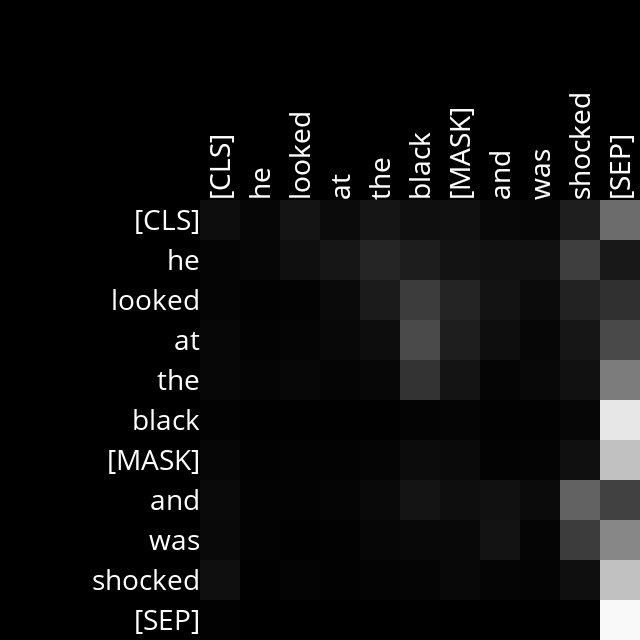 [CLS] he looked at the black [MASK] and was shocked [SEP]
[CLS]
he
looked
at
the
black
[MASK]
and
was
shocked
[SEP]